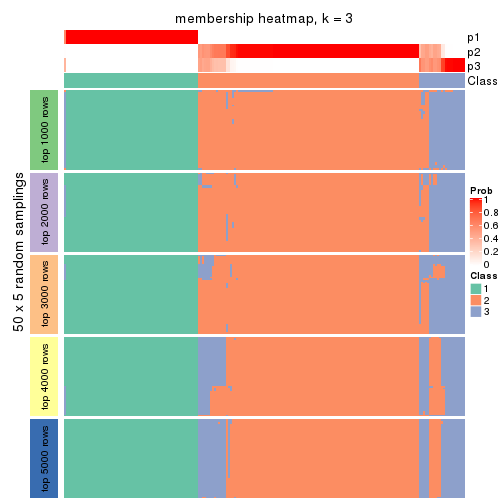 membership heatmap, k = 3
p1
p2
p3
Class
top 1000 rows
top 2000 rows
top 3000 rows
top 4000 rows
top 5000 rows
50 x 5 random samplings
Prob
1
0.8
0.6
0.4
0.2
0
Class
1
2
3